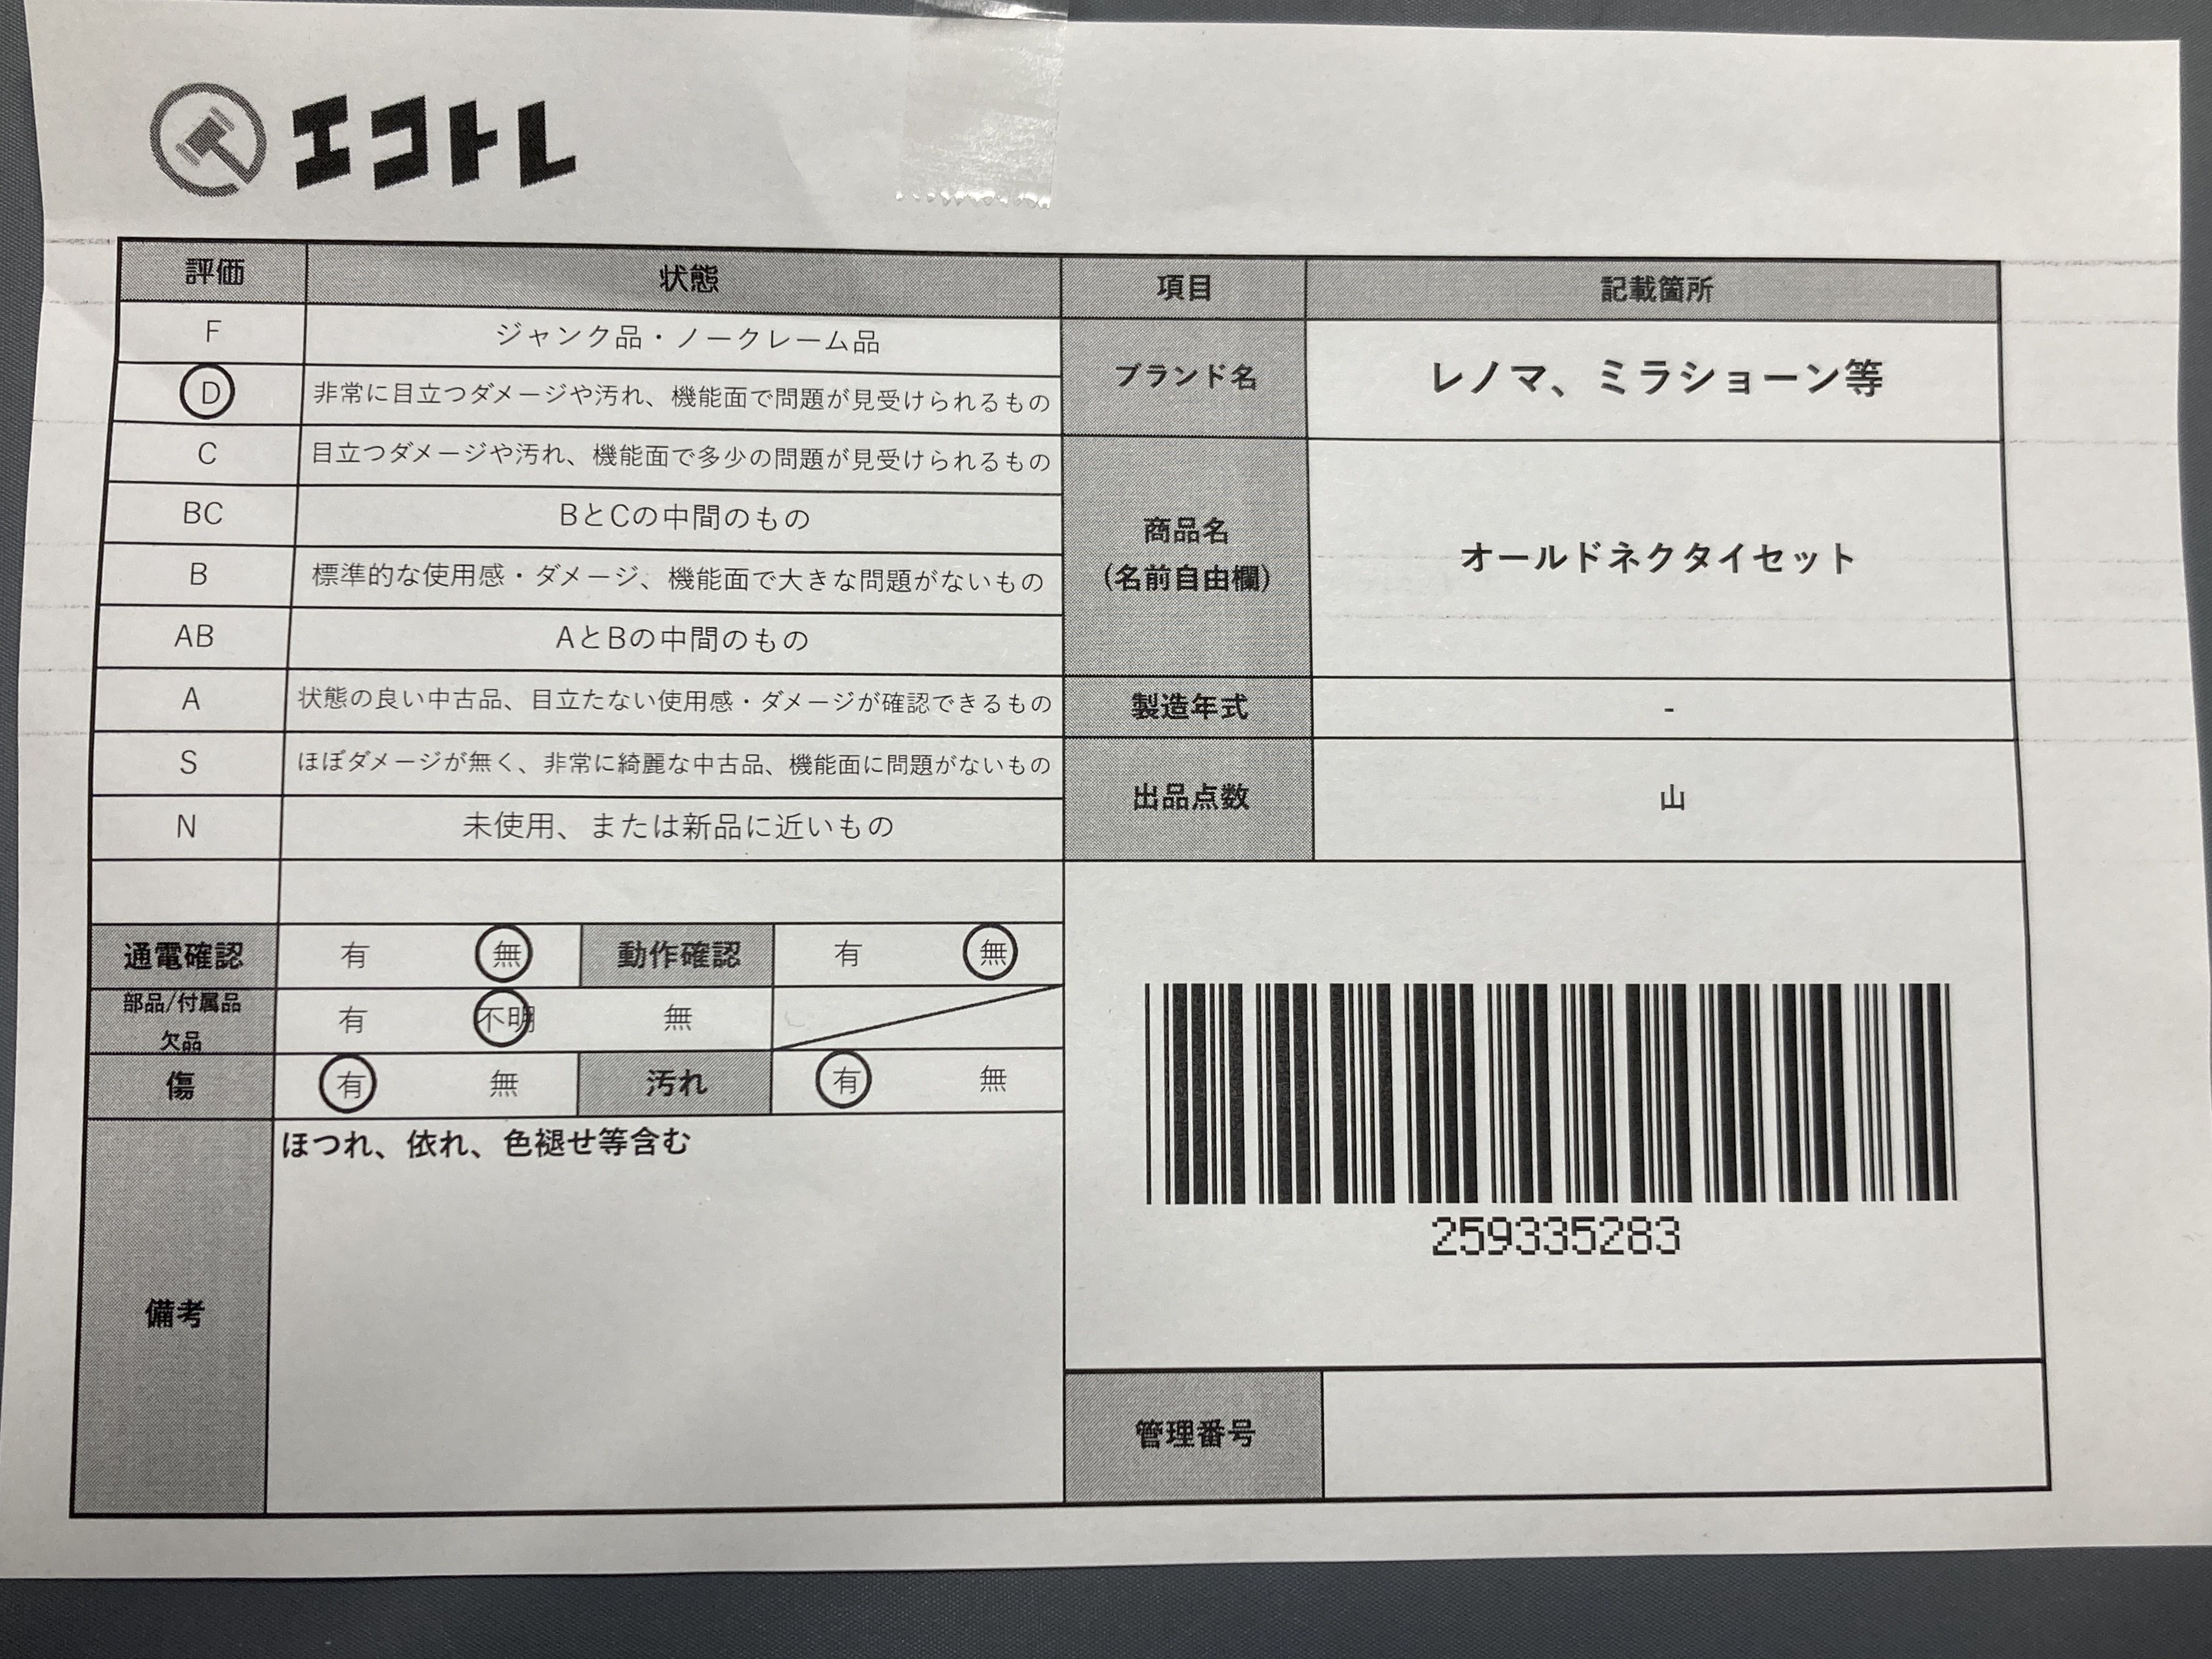 エコトレ
評価 状態
F ジャンク品・ノークレーム品
D 非常に目立つダメージや汚れ、機能面で問題が見受けられるもの
C 目立つダメージや汚れ、機能面で多少の問題が見受けられるもの
BC BとCの中間のもの
B 標準的な使用感・ダメージ、機能面で大きな問題がないもの
AB AとBの中間のもの
A 状態の良い中古品、目立たない使用感・ダメージが確認できるもの
S ほぼダメージが無く、非常に綺麗な中古品、機能面に問題がないもの
N 未使用、または新品に近いもの
通電確認 有 無 動作確認 有 無
部品/付属品
欠品
有 不明 無
傷 有 無 汚れ 有 無
備考
ほつれ、依れ、色褪せ等含む
項目 記載箇所
ブランド名 レノマ、ミラショーン等
商品名
(名前自由欄)
オールドネクタイセット
製造年式 -
出品点数 山
259335283
管理番号